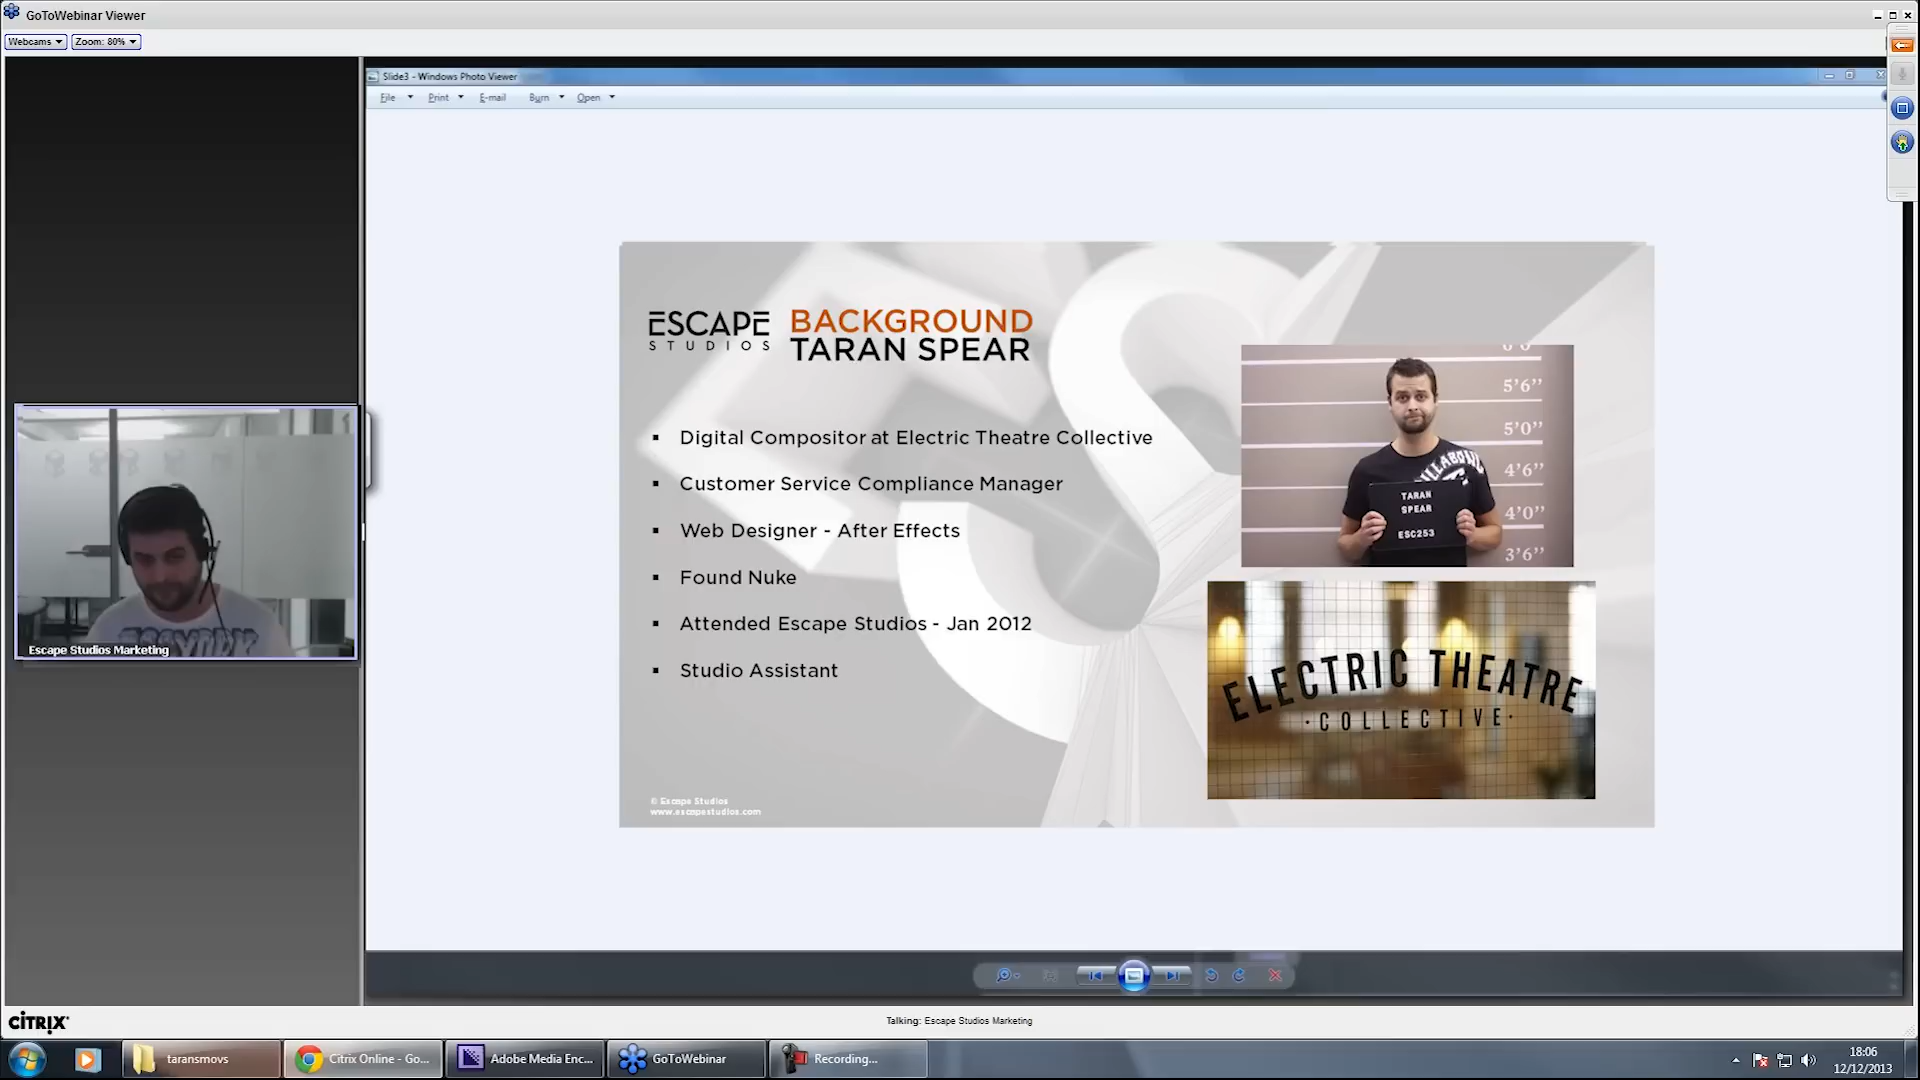 GoToWebinar Viewer
Webcams
Zoom: 80%
Slide3 - Windows Photo Viewer
File Print E-mail Burn Open
ESCAPE
STUDIOS
BACKGROUND
TARAN SPEAR
Digital Compositor at Electric Theatre Collective
Customer Service Compliance Manager
Web Designer - After Effects
Found Nuke
Attended Escape Studios - Jan 2012
Studio Assistant
© Escape Studios
www.escapestudios.com
5'6"
5'0"
4'6"
4'0"
3'6"
TARAN
SPEAR
ESC253
ELECTRIC THEATRE
·COLLECTIVE·
Escape Studios Marketing
CITRIX
Talking: Escape Studios Marketing
taransmovs
Citrix Online - Go...
Adobe Media Enc...
GoToWebinar
Recording...
18:06
12/12/2013